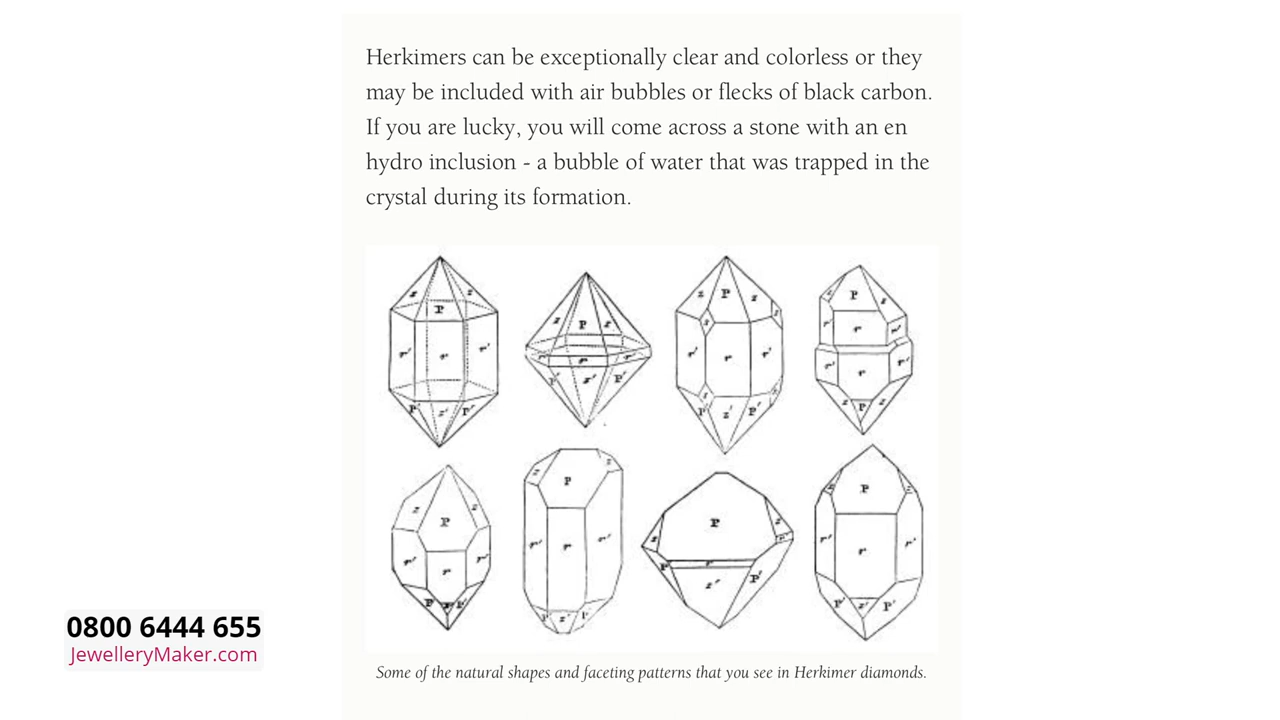 Herkimers can be exceptionally clear and colorless or they
may be included with air bubbles or flecks of black carbon.
If you are lucky, you will come across a stone with an en
hydro inclusion - a bubble of water that was trapped in the
crystal during its formation.
z z P r' r r' P' z' P'
z P z r' r r' P' z' P'
z P z s s r' r r' s s P' z' P'
z P z r' r r' r' r r' z P z
z P z r' r r' P' z' P'
z P z r' r r' P' z' P'
P z z r r' P' z' P'
z P z r' r r' P' z' P'
0800 6444 655
JewelleryMaker.com
Some of the natural shapes and faceting patterns that you see in Herkimer diamonds.